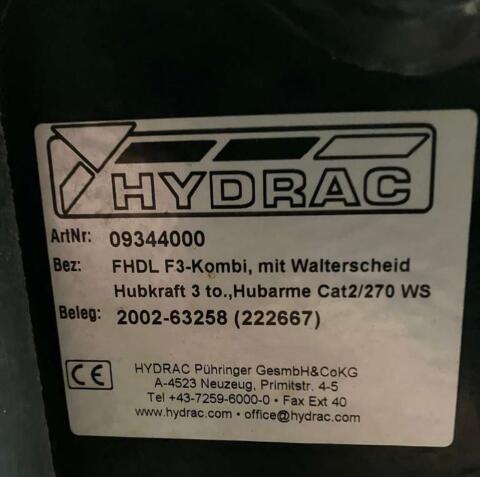 HYDRAC
ArtNr: 09344000
Bez: FHDL F3-Kombi, mit Walterscheid
Hubkraft 3 to.,Hubarme Cat2/270 WS
Beleg: 2002-63258 (222667)
CE
HYDRAC Pühringer GesmbH&CoKG
A-4523 Neuzeug, Primitstr. 4-5
Tel +43-7259-6000-0 • Fax Ext 40
www.hydrac.com • office@hydrac.com